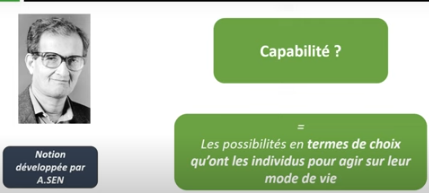 Capabilité ?
Notion
développée par
A.SEN
=
Les possibilités en termes de choix
qu'ont les individus pour agir sur leur
mode de vie